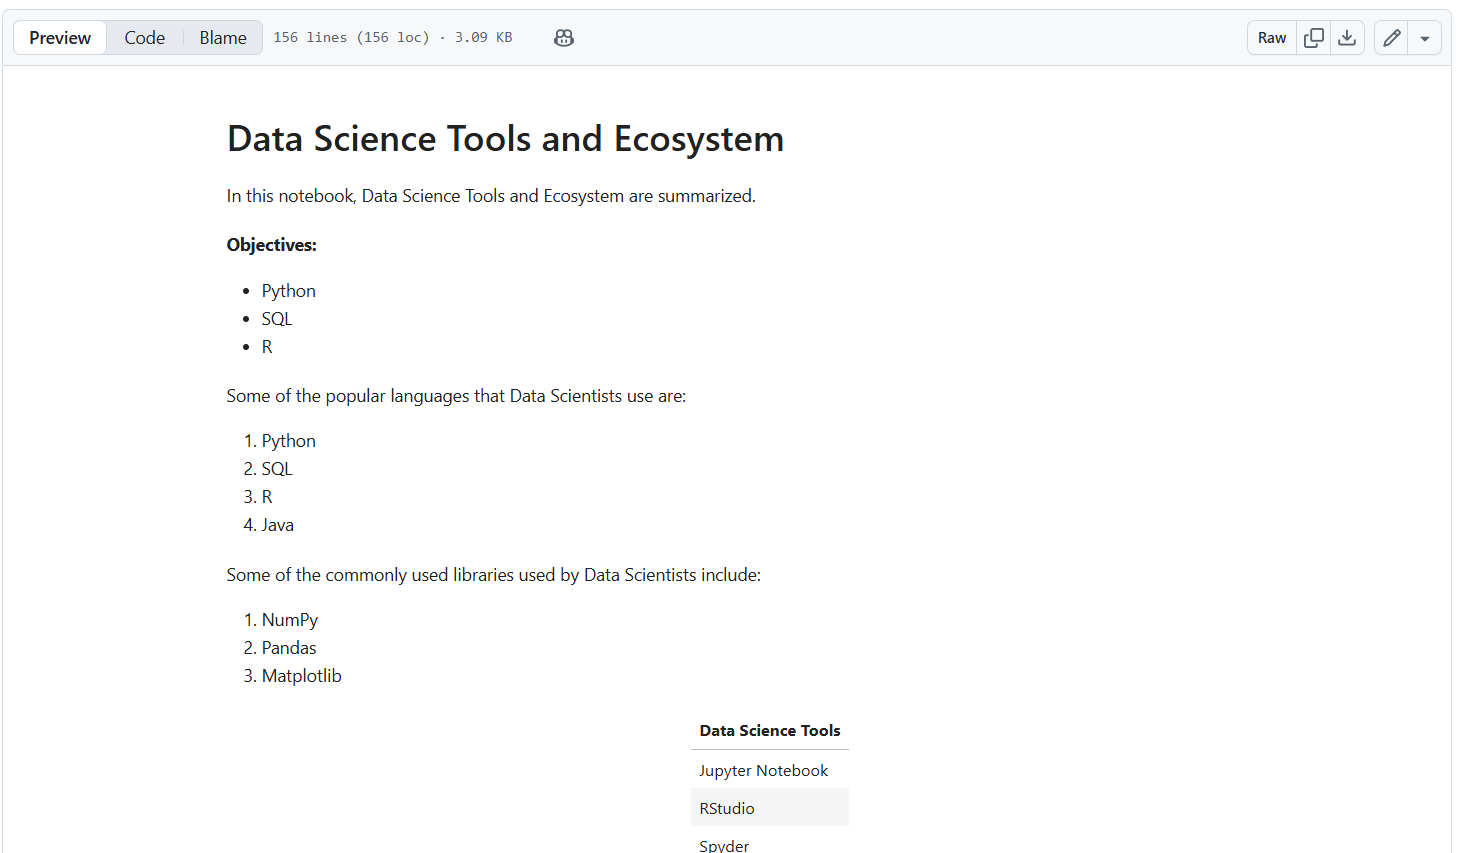 Preview Code Blame 156 lines (156 loc) · 3.09 KB Raw
Data Science Tools and Ecosystem
In this notebook, Data Science Tools and Ecosystem are summarized.
Objectives:
• Python
• SQL
• R
Some of the popular languages that Data Scientists use are:
1. Python
2. SQL
3. R
4. Java
Some of the commonly used libraries used by Data Scientists include:
1. NumPy
2. Pandas
3. Matplotlib
Data Science Tools
Jupyter Notebook
RStudio
Spyder